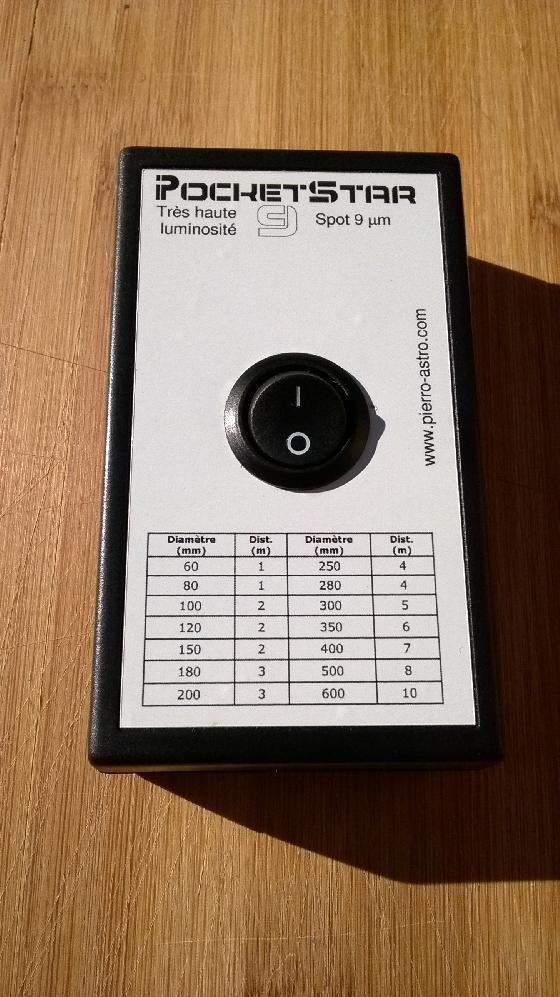 POCKETSTAR
Très haute luminosité 9 Spot 9 µm
www.pierro-astro.com
I
O
Diamètre (mm) Dist. (m) Diamètre (mm) Dist. (m)
60 1 250 4
80 1 280 4
100 2 300 5
120 2 350 6
150 2 400 7
180 3 500 8
200 3 600 10